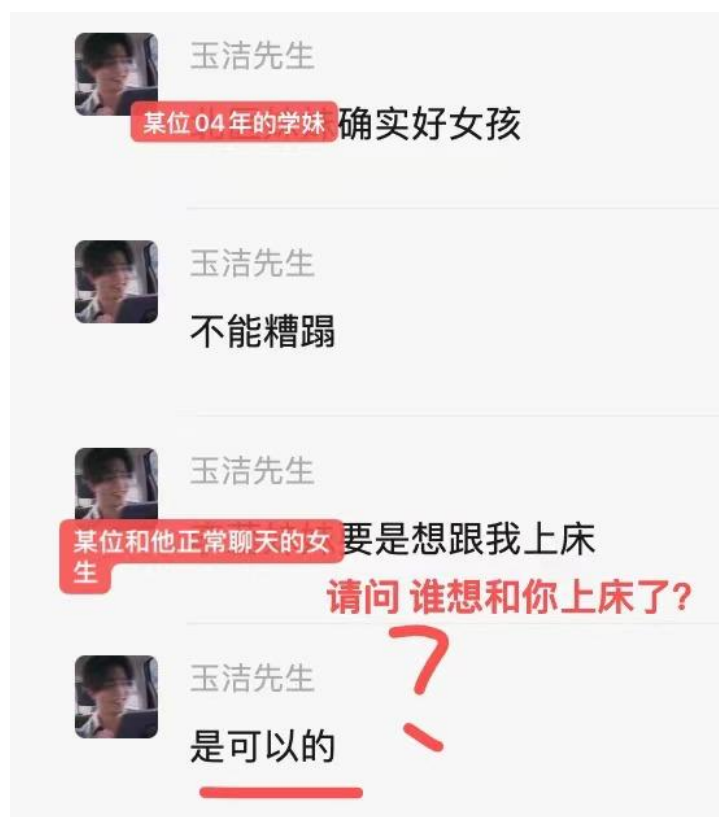 玉洁先生
某位04年的学妹确实好女孩
玉洁先生
不能糟蹋
玉洁先生
某位和他正常聊天的女生
要是想跟我上床
请问 谁想和你上床了?
玉洁先生
是可以的